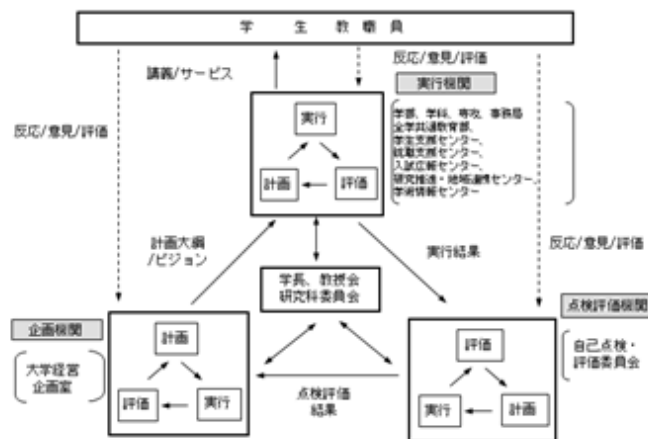 学 生 教 職 員
講義/サービス
反応/意見/評価
実行機関
反応/意見/評価
実行
計画
評価
学部、学科、専攻、事務局
全学共通教育部、
学生支援センター、
就職支援センター、
入試広報センター、
研究推進・地域連携センター、
学術情報センター
計画大綱
/ビジョン
実行結果
反応/意見/評価
学長、教授会
研究科委員会
企画機関
点検評価機関
大学経営
企画室
計画
評価
実行
点検評価
結果
評価
実行
計画
自己点検・
評価委員会